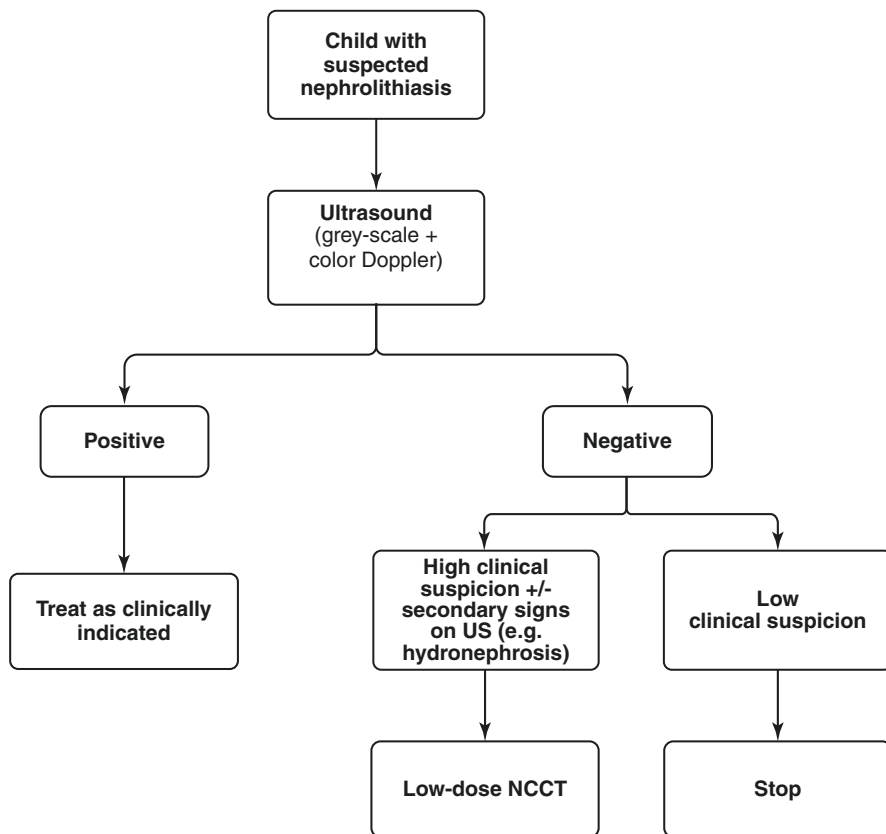 Child with
suspected
nephrolithiasis
Ultrasound
(grey-scale +
color Doppler)
Positive
Negative
Treat as clinically
indicated
High clinical
suspicion +/-
secondary signs
on US (e.g.
hydronephrosis)
Low
clinical suspicion
Low-dose NCCT
Stop